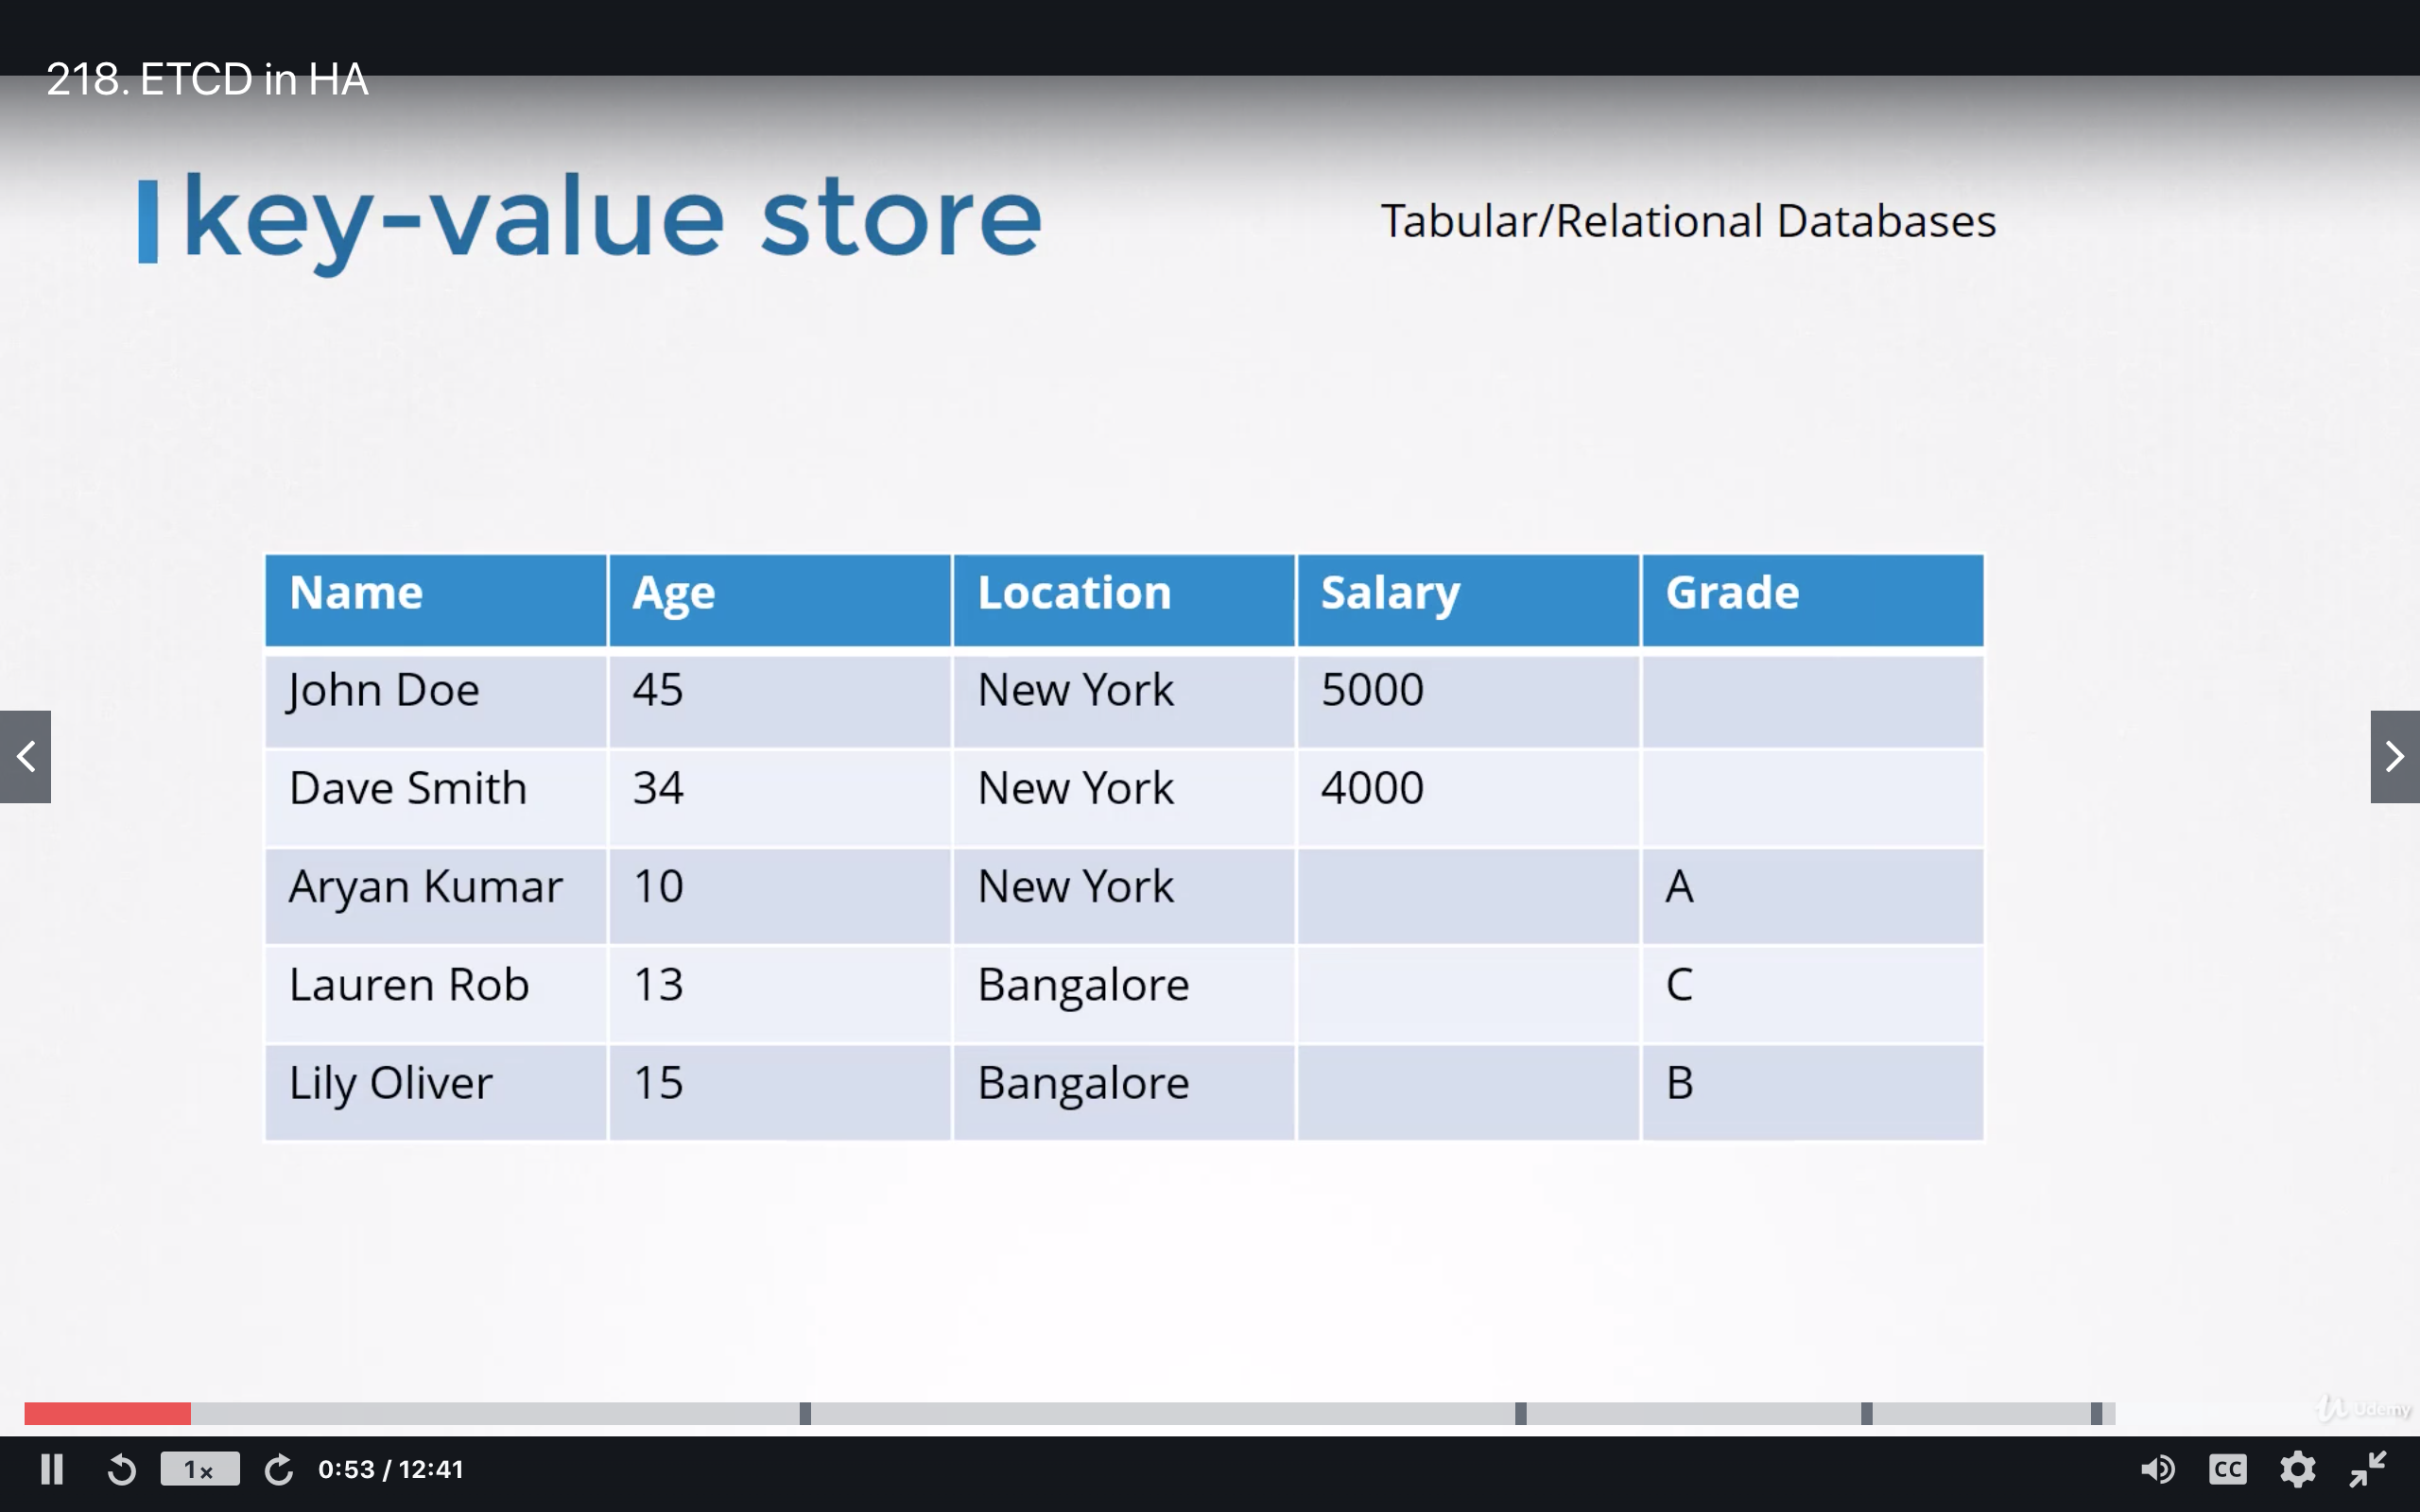 218. ETCD in HA
key-value store
Tabular/Relational Databases
Name Age Location Salary Grade
John Doe 45 New York 5000
Dave Smith 34 New York 4000
Aryan Kumar 10 New York A
Lauren Rob 13 Bangalore C
Lily Oliver 15 Bangalore B
Udemy
1x 0:53 / 12:41 CC